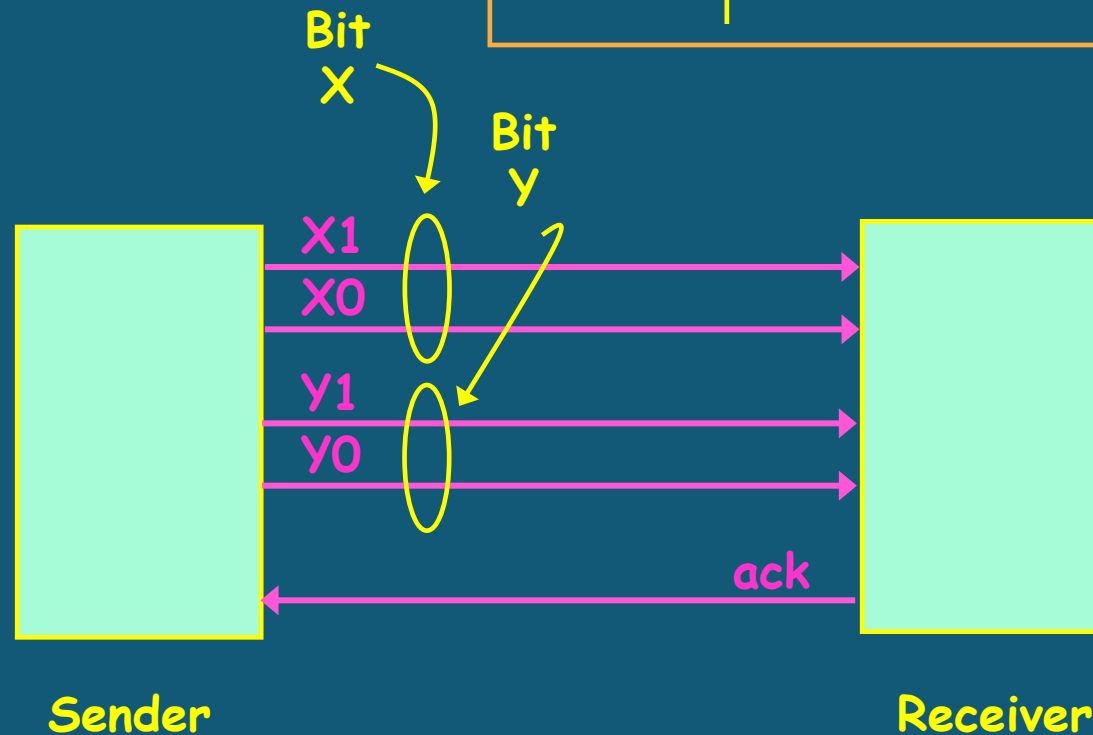 Bit
X
Bit
Y
X1
X0
Y1
Y0
ack
Sender
Receiver